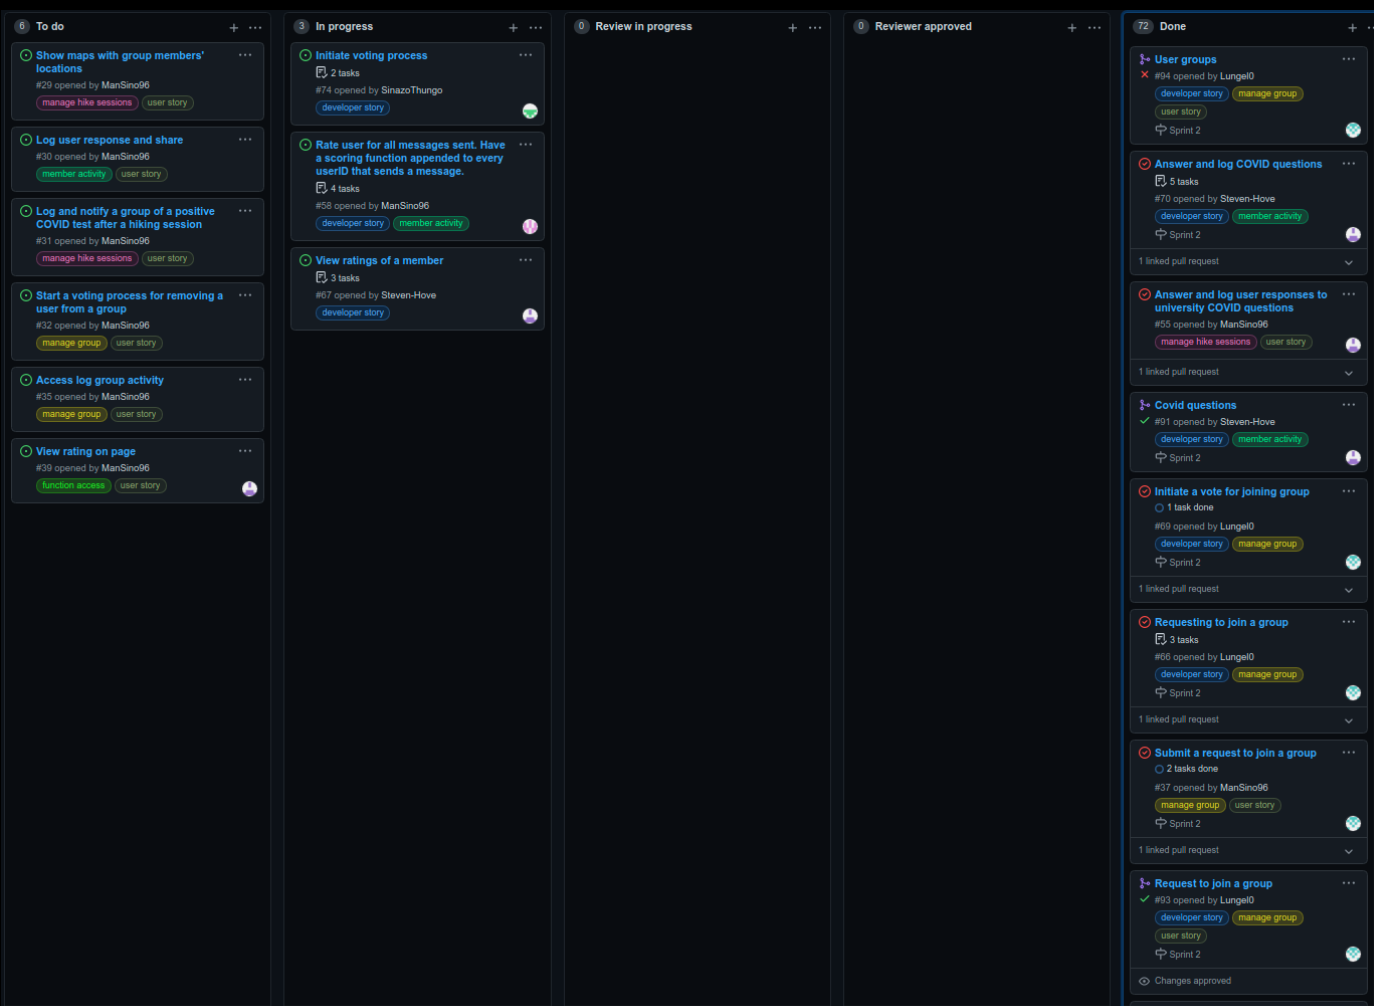 6 To do
Show maps with group members'
locations
#29 opened by ManSino96
manage hike sessions user story
Log user response and share
#30 opened by ManSino96
member activity user story
Log and notify a group of a positive
COVID test after a hiking session
#31 opened by ManSino96
manage hike sessions user story
Start a voting process for removing a
user from a group
#32 opened by ManSino96
manage group user story
Access log group activity
#35 opened by ManSino96
manage group user story
View rating on page
#39 opened by ManSino96
function access user story
3 In progress
Initiate voting process
2 tasks
#74 opened by SinazoThungo
developer story
Rate user for all messages sent. Have
a scoring function appended to every
userID that sends a message.
4 tasks
#58 opened by ManSino96
developer story member activity
View ratings of a member
3 tasks
#67 opened by Steven-Hove
developer story
0 Review in progress
0 Reviewer approved
72 Done
User groups
#94 opened by Lungel0
developer story manage group
user story
Sprint 2
Answer and log COVID questions
5 tasks
#70 opened by Steven-Hove
developer story member activity
Sprint 2
1 linked pull request
Answer and log user responses to
university COVID questions
#55 opened by ManSino96
manage hike sessions user story
1 linked pull request
Covid questions
#91 opened by Steven-Hove
developer story member activity
Sprint 2
Initiate a vote for joining group
1 task done
#69 opened by Lungel0
developer story manage group
Sprint 2
1 linked pull request
Requesting to join a group
3 tasks
#66 opened by Lungel0
developer story manage group
Sprint 2
1 linked pull request
Submit a request to join a group
2 tasks done
#37 opened by ManSino96
manage group user story
Sprint 2
1 linked pull request
Request to join a group
#93 opened by Lungel0
developer story manage group
user story
Sprint 2
Changes approved